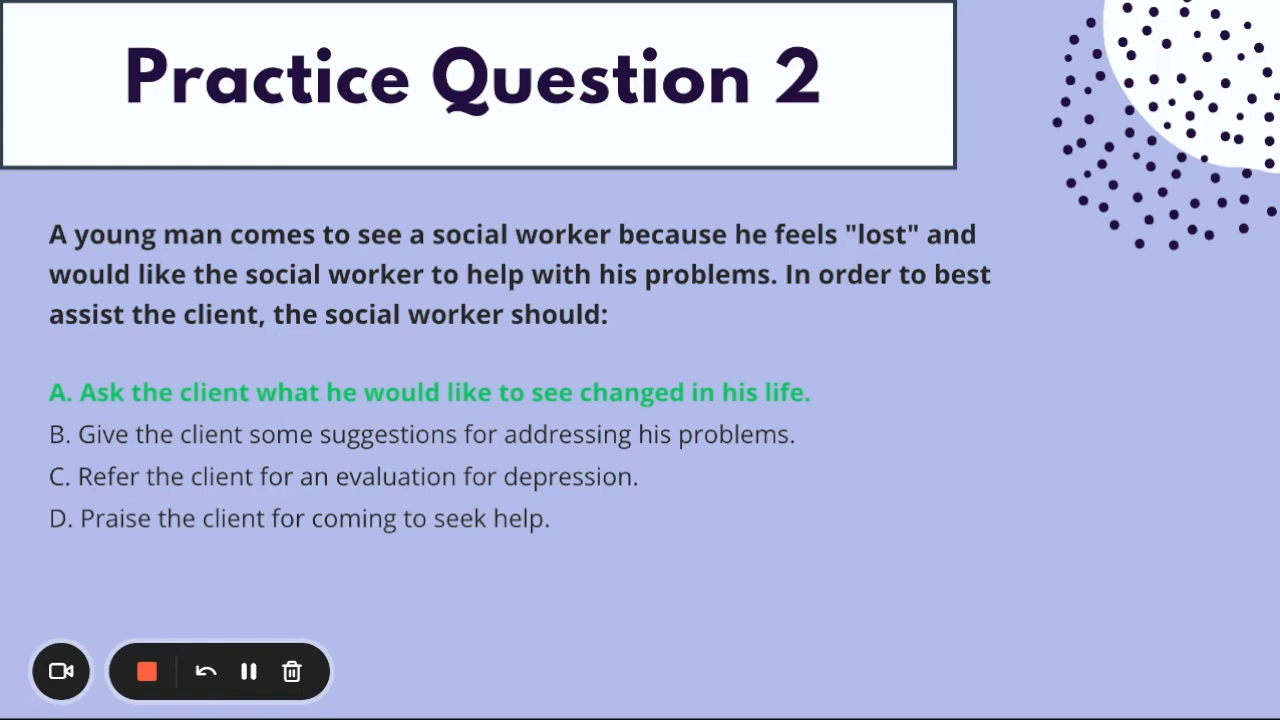 Practice Question 2
A young man comes to see a social worker because he feels "lost" and
would like the social worker to help with his problems. In order to best
assist the client, the social worker should:
A. Ask the client what he would like to see changed in his life.
B. Give the client some suggestions for addressing his problems.
C. Refer the client for an evaluation for depression.
D. Praise the client for coming to seek help.